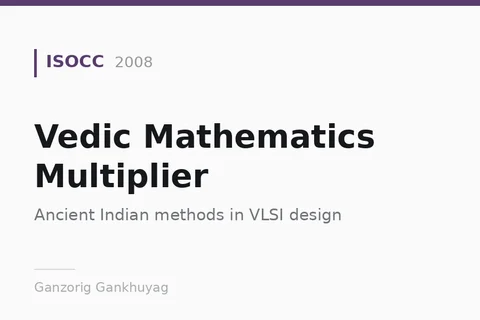 ISOCC 2008
Vedic Mathematics
Multiplier
Ancient Indian methods in VLSI design
Ganzorig Gankhuyag